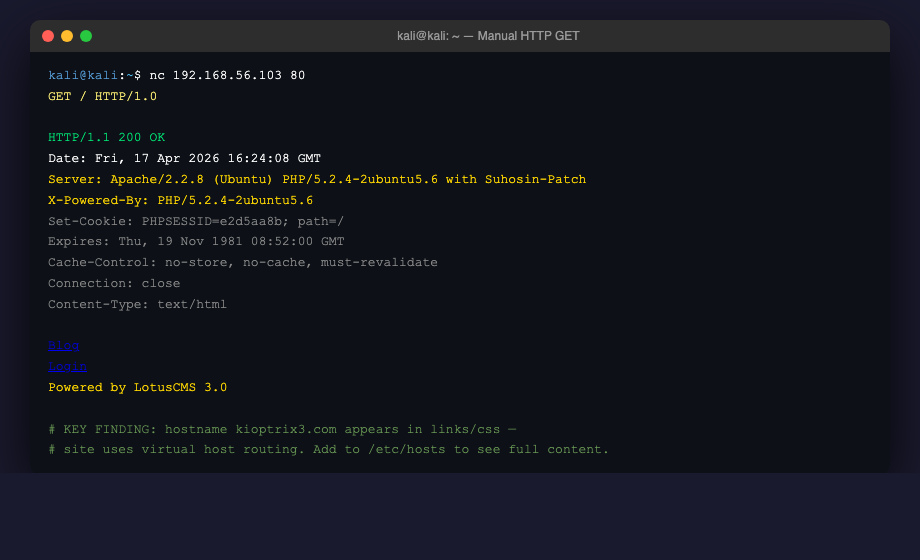 kali@kali: ~ — Manual HTTP GET
kali@kali:~$ nc 192.168.56.103 80
GET / HTTP/1.0
HTTP/1.1 200 OK
Date: Fri, 17 Apr 2026 16:24:08 GMT
Server: Apache/2.2.8 (Ubuntu) PHP/5.2.4-2ubuntu5.6 with Suhosin-Patch
X-Powered-By: PHP/5.2.4-2ubuntu5.6
Set-Cookie: PHPSESSID=e2d5aa8b; path=/
Expires: Thu, 19 Nov 1981 08:52:00 GMT
Cache-Control: no-store, no-cache, must-revalidate
Connection: close
Content-Type: text/html
Blog
Login
Powered by LotusCMS 3.0
# KEY FINDING: hostname kioptrix3.com appears in links/css —
# site uses virtual host routing. Add to /etc/hosts to see full content.